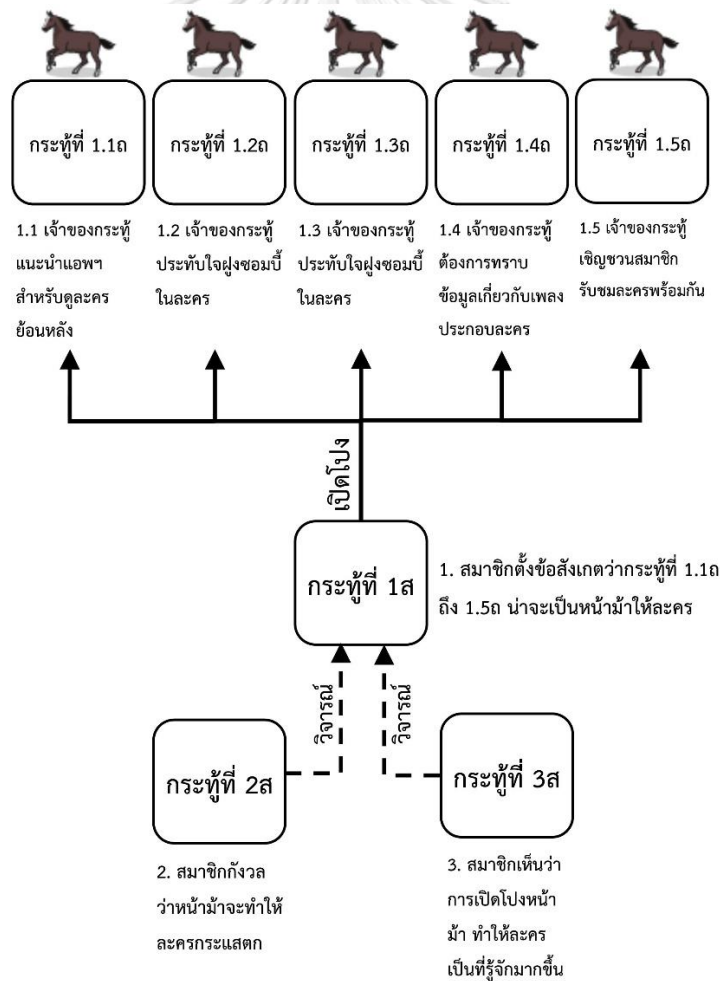 กระทู้ที่ 1.1ถ
กระทู้ที่ 1.2ถ
กระทู้ที่ 1.3ถ
กระทู้ที่ 1.4ถ
กระทู้ที่ 1.5ถ
1.1 เจ้าของกระทู้
แนะนำแอพฯ
สำหรับดูละคร
ย้อนหลัง
1.2 เจ้าของกระทู้
ประทับใจฝูงซอมบี้
ในละคร
1.3 เจ้าของกระทู้
ประทับใจฝูงซอมบี้
ในละคร
1.4 เจ้าของกระทู้
ต้องการทราบ
ข้อมูลเกี่ยวกับเพลง
ประกอบละคร
1.5 เจ้าของกระทู้
เชิญชวนสมาชิก
รับชมละครพร้อมกัน
เปิดโปง
กระทู้ที่ 1ส
1. สมาชิกตั้งข้อสังเกตว่ากระทู้ที่ 1.1ถ
ถึง 1.5ถ น่าจะเป็นหน้าม้าให้ละคร
วิจารณ์
วิจารณ์
กระทู้ที่ 2ส
กระทู้ที่ 3ส
2. สมาชิกกังวล
ว่าหน้าม้าจะทำให้
ละครกระแสตก
3. สมาชิกเห็นว่า
การเปิดโปงหน้า
ม้า ทำให้ละคร
เป็นที่รู้จักมากขึ้น